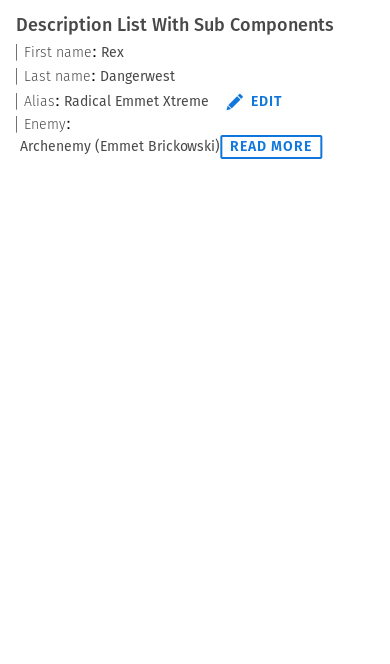 Description List With Sub Components
First name: Rex
Last name: Dangerwest
Alias: Radical Emmet Xtreme EDIT
Enemy:
Archenemy (Emmet Brickowski) READ MORE